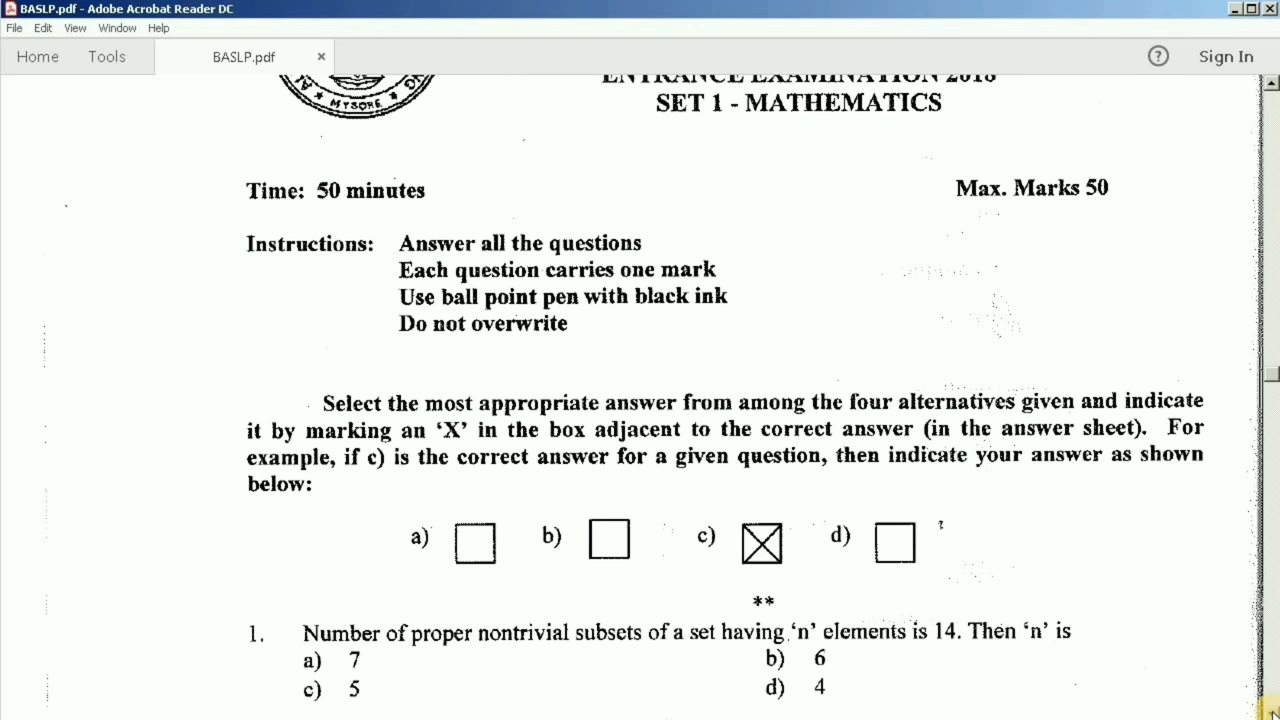 BASLP.pdf - Adobe Acrobat Reader DC
File Edit View Window Help
Home Tools BASLP.pdf × ? Sign In
MYSORE
ENTRANCE EXAMINATION 2018
SET 1 - MATHEMATICS
Time: 50 minutes Max. Marks 50
Instructions: Answer all the questions
Each question carries one mark
Use ball point pen with black ink
Do not overwrite
Select the most appropriate answer from among the four alternatives given and indicate
it by marking an ‘X’ in the box adjacent to the correct answer (in the answer sheet). For
example, if c) is the correct answer for a given question, then indicate your answer as shown
below:
a) b) c) d)
**
1. Number of proper nontrivial subsets of a set having ‘n’ elements is 14. Then ‘n’ is
a) 7 b) 6
c) 5 d) 4